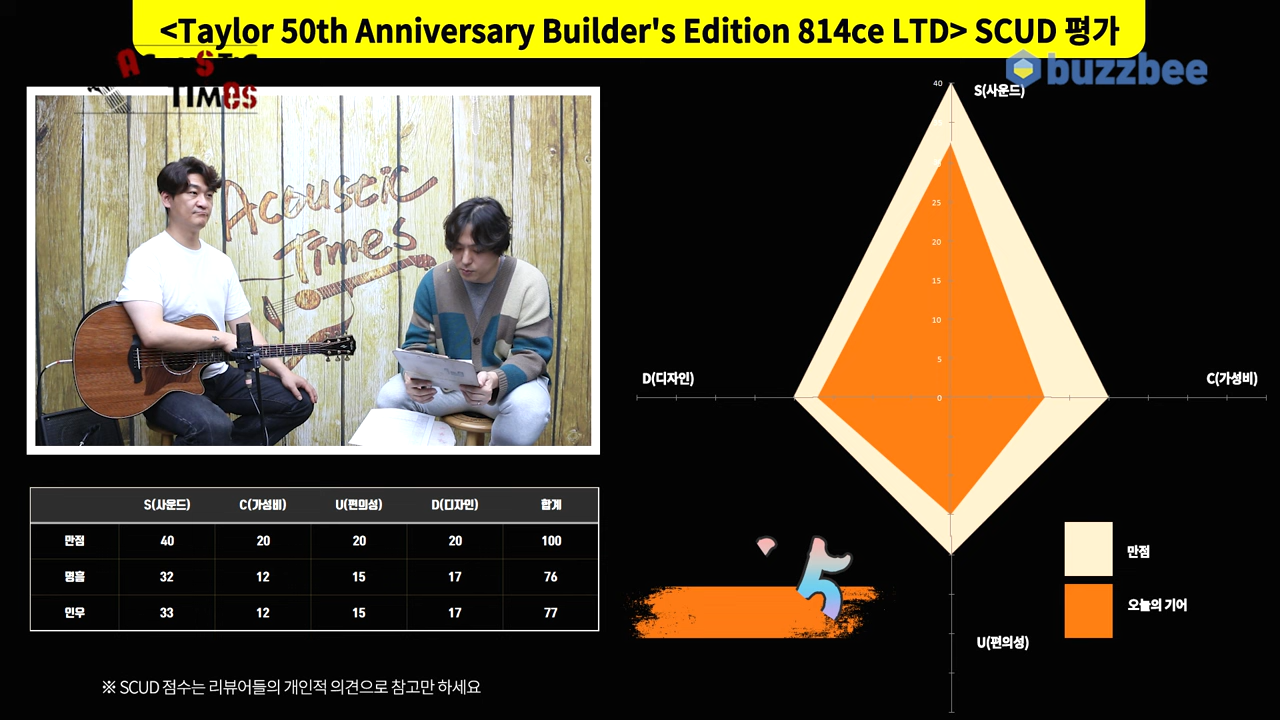 <Taylor 50th Anniversary Builder's Edition 814ce LTD> SCUD 평가
ACOUSTIC
TIMES
buzzbee
Acoustic
Times
40
S(사운드)
25
20
15
10
5
0
D(디자인)
C(가성비)
U(편의성)
만점
오늘의 기어
S(사운드) C(가성비) U(편의성) D(디자인) 합계
만점 40 20 20 20 100
명흠 32 12 15 17 76
민우 33 12 15 17 77
5
※ SCUD 점수는 리뷰어들의 개인적 의견으로 참고만 하세요